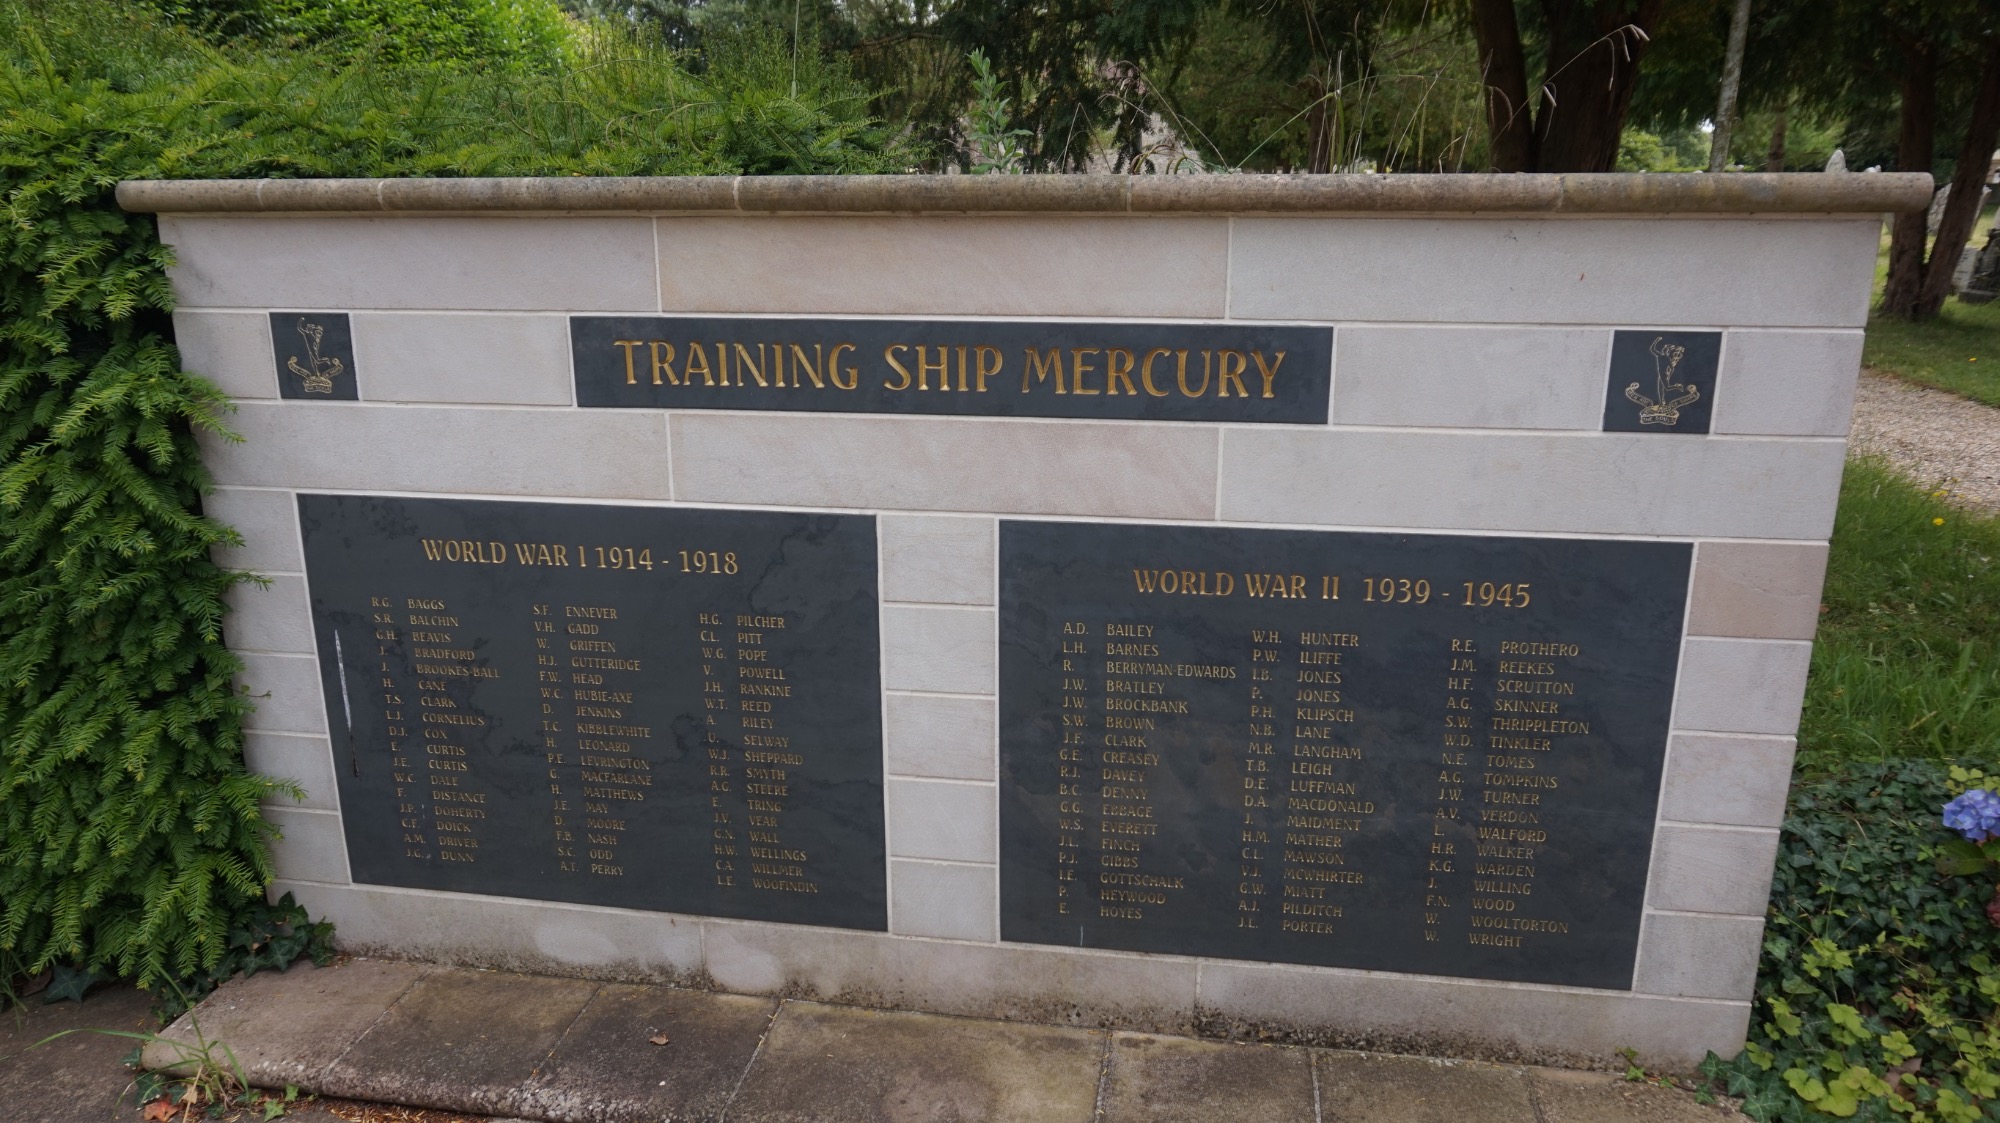 TRAINING SHIP MERCURY
THE SOUL
WORLD WAR I 1914 - 1918
R.G. BAGGS
S.R. BALCHIN
G.H. BEAVIS
J. BRADFORD
J. BROOKES-BALL
H. CANE
T.S. CLARK
L.J. CORNELIUS
D.J. COX
E. CURTIS
J.E. CURTIS
W.C. DALE
F. DISTANCE
J.P. DOHERTY
C.F. DOICK
A.M. DRIVER
J.G. DUNN
S.F. ENNEVER
V.H. GADD
W. GRIFFEN
H.J. GUTTERIDGE
F.W. HEAD
W.C. HUBIE-AXE
D. JENKINS
T.C. KIBBLEWHITE
H. LEONARD
P.E. LEVRINGTON
G. MACFARLANE
H. MATTHEWS
J.E. MAY
D. MOORE
F.B. NASH
S.C. ODD
A.T. PERRY
H.G. PILCHER
C.L. PITT
W.G. POPE
V. POWELL
J.H. RANKINE
W.T. REED
A. RILEY
J.U. SELWAY
W.J. SHEPPARD
R.R. SMYTH
A.G. STEERE
E. TRING
J.V. VEAR
C.N. WALL
H.W. WELLINGS
C.A. WILLMER
L.E. WOOFINDIN
WORLD WAR II 1939 - 1945
A.D. BAILEY
L.H. BARNES
R. BERRYMAN-EDWARDS
J.W. BRATLEY
J.W. BROCKBANK
S.W. BROWN
J.F. CLARK
G.E. CREASEY
R.J. DAVEY
B.C. DENNY
G.G. EBBAGE
W.S. EVERETT
J.L. FINCH
P.J. GIBBS
I.E. GOTTSCHALK
P. HEYWOOD
E. HOYES
W.H. HUNTER
P.W. ILIFFE
I.B. JONES
P. JONES
P.H. KLIPSCH
N.B. LANE
M.R. LANGHAM
T.B. LEIGH
D.E. LUFFMAN
D.A. MACDONALD
J. MAIDMENT
H.M. MATHER
C.L. MAWSON
V.J. MCWHIRTER
G.W. MIATT
A.J. PILDITCH
J.L. PORTER
R.E. PROTHERO
J.M. REEKES
H.F. SCRUTTON
A.G. SKINNER
S.W. THRIPPLETON
W.D. TINKLER
N.E. TOMES
A.G. TOMPKINS
J.W. TURNER
A.V. VERDON
L. WALFORD
H.R. WALKER
K.G. WARDEN
J. WILLING
F.N. WOOD
W. WOOLTORTON
W. WRIGHT